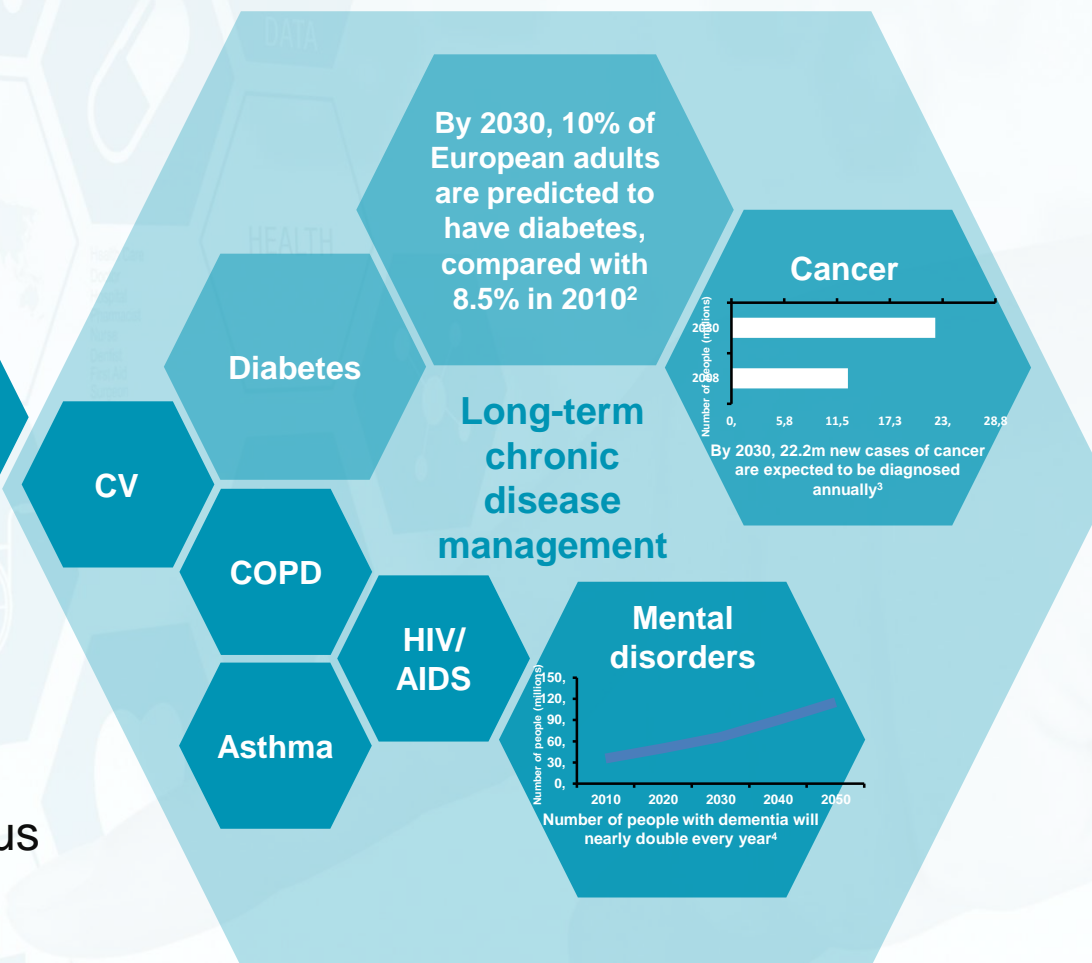 DATA
HEALTH
By 2030, 10% of
European adults
are predicted to
have diabetes,
compared with
8.5% in 2010²
Cancer
Number of people (millions)
2030
2008
0,
5,8
11,5
17,3
23,
28,8
By 2030, 22.2m new cases of cancer
are expected to be diagnosed
annually³
Diabetes
Long-term
chronic
disease
management
CV
COPD
HIV/
AIDS
Asthma
Mental
disorders
Number of people (millions)
150,
120,
90,
60,
30,
0,
2010
2020
2030
2040
2050
Number of people with dementia will
nearly double every year⁴
us